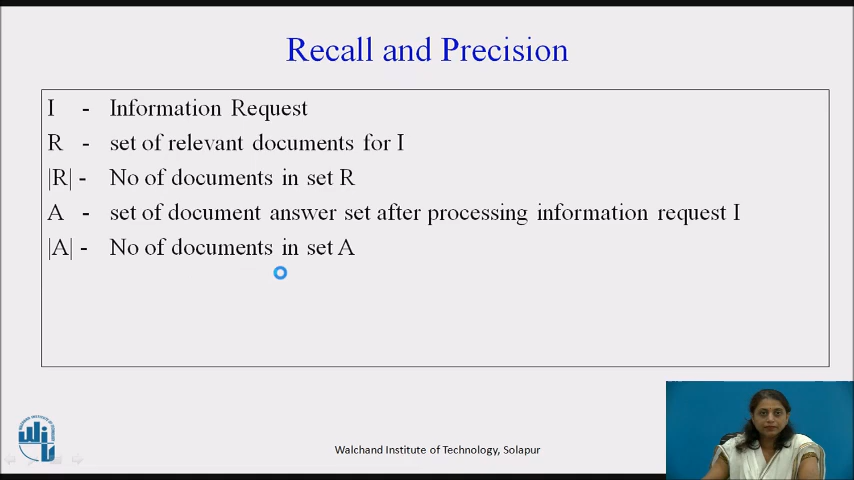 Recall and Precision
I - Information Request
R - set of relevant documents for I
|R| - No of documents in set R
A - set of document answer set after processing information request I
|A| - No of documents in set A
Walchand Institute of Technology, Solapur